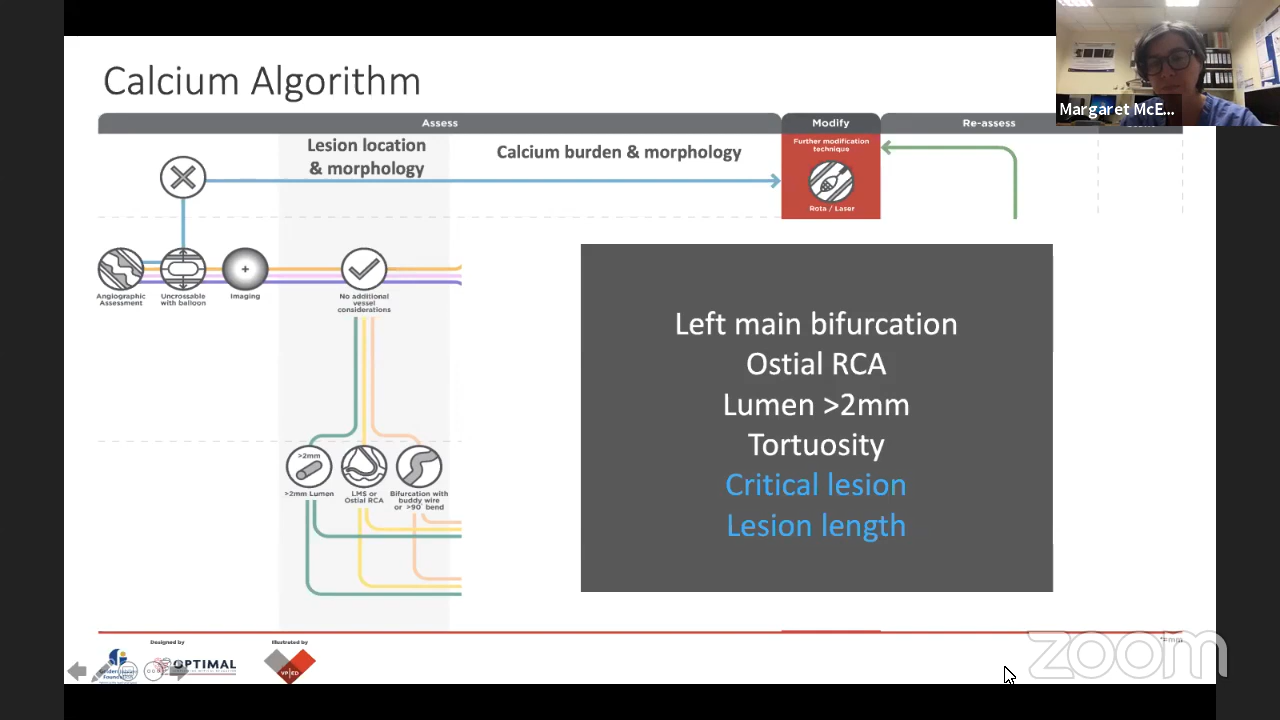 Calcium Algorithm
Margaret McE...
Assess
Modify
Re-assess
Lesion location
& morphology
Calcium burden & morphology
Further modification
technique
Rota / Laser
Angiographic
Assessment
Uncrossable
with balloon
Imaging
No additional
vessel
considerations
>2mm
>2mm Lumen
LMS or
Ostial RCA
Bifurcation with
buddy wire
or >90° bend
Left main bifurcation
Ostial RCA
Lumen >2mm
Tortuosity
Critical lesion
Lesion length
Designed by
OPTIMAL
Illustrated by
VP/ED
zoom